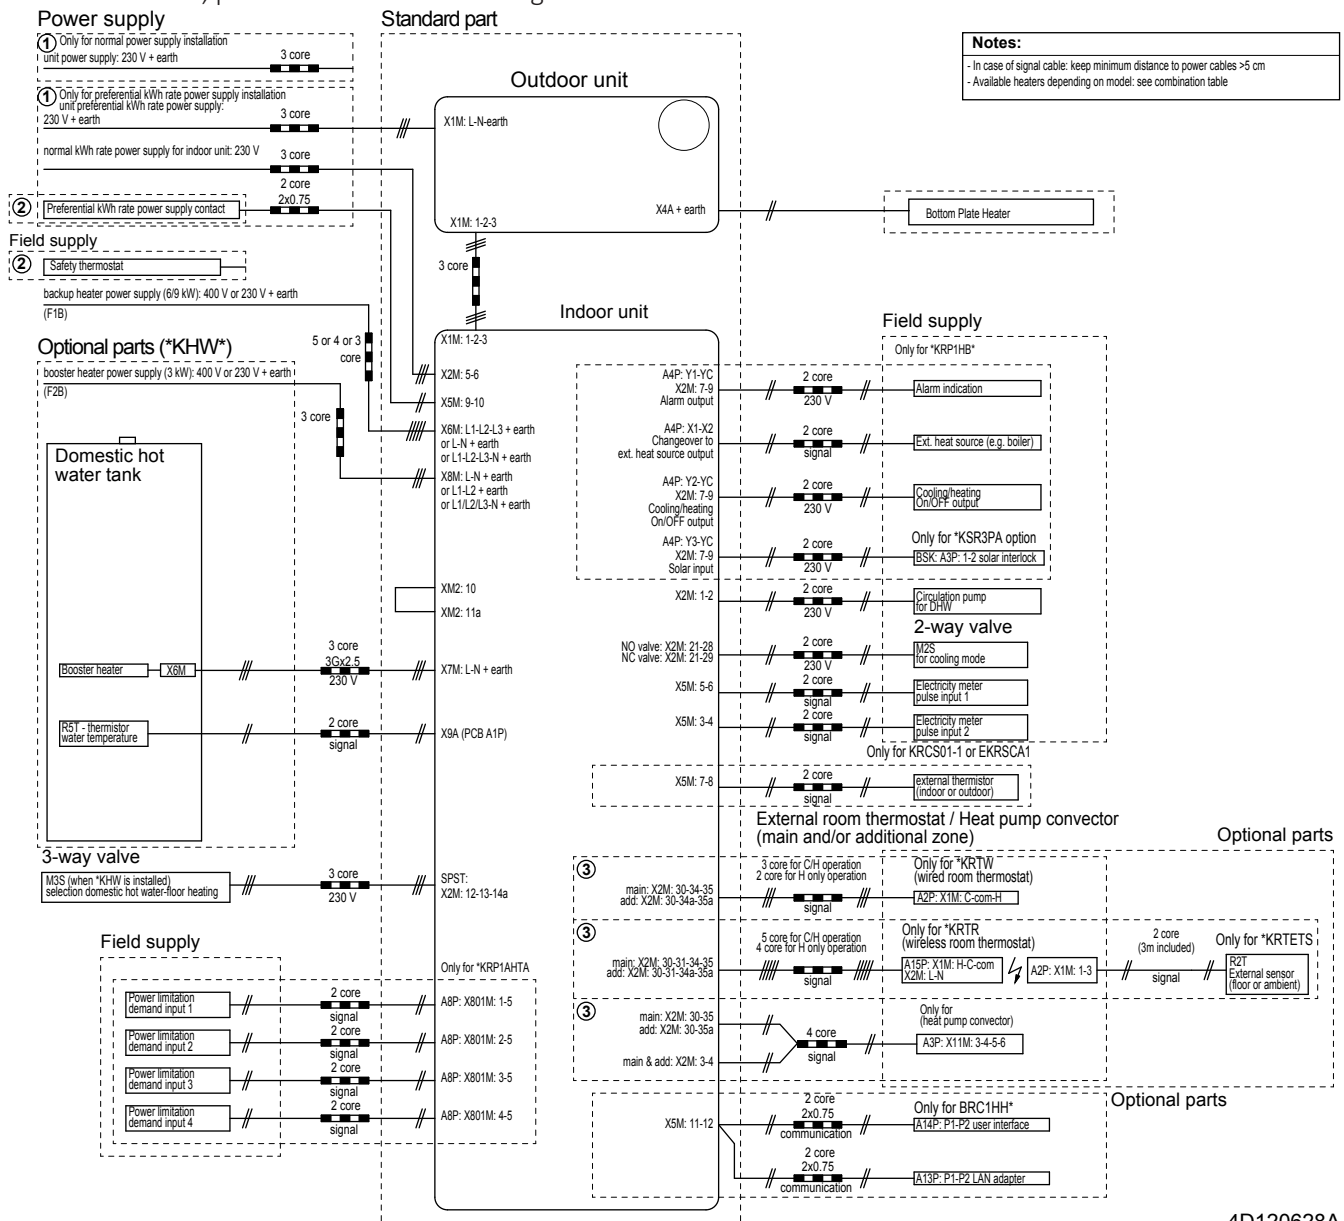 Power supply
① Only for normal power supply installation
unit power supply: 230 V + earth
3 core
① Only for preferential kWh rate power supply installation
unit preferential kWh rate power supply:
230 V + earth
3 core
normal kWh rate power supply for indoor unit: 230 V
3 core
2 core
2x0.75
② Preferential kWh rate power supply contact
Field supply
② Safety thermostat
backup heater power supply (6/9 kW): 400 V or 230 V + earth
(F1B)
5 or 4 or 3
core
Optional parts (*KHW*)
booster heater power supply (3 kW): 400 V or 230 V + earth
(F2B)
3 core
Domestic hot
water tank
Booster heater
X6M
3 core
3Gx2.5
230 V
R5T - thermistor
water temperature
2 core
signal
3-way valve
M3S (when *KHW is installed)
selection domestic hot water-floor heating
3 core
230 V
Field supply
Power limitation
demand input 1
2 core
signal
Power limitation
demand input 2
2 core
signal
Power limitation
demand input 3
2 core
signal
Power limitation
demand input 4
2 core
signal
Standard part
Outdoor unit
X1M: L-N-earth
X4A + earth
X1M: 1-2-3
3 core
Indoor unit
X1M: 1-2-3
X2M: 5-6
X5M: 9-10
X6M: L1-L2-L3 + earth
or L-N + earth
or L1-L2-L3-N + earth
X8M: L-N + earth
or L1-L2 + earth
or L1/L2/L3-N + earth
XM2: 10
XM2: 11a
X7M: L-N + earth
X9A (PCB A1P)
SPST:
X2M: 12-13-14a
Only for *KRP1AHTA
A8P: X801M: 1-5
A8P: X801M: 2-5
A8P: X801M: 3-5
A8P: X801M: 4-5
Notes:
- In case of signal cable: keep minimum distance to power cables >5 cm
- Available heaters depending on model: see combination table
Bottom Plate Heater
Field supply
Only for *KRP1HB*
A4P: Y1-YC
X2M: 7-9
Alarm output
2 core
230 V
Alarm indication
A4P: X1-X2
Changeover to
ext. heat source output
2 core
signal
Ext. heat source (e.g. boiler)
A4P: Y2-YC
X2M: 7-9
Cooling/heating
On/OFF output
2 core
230 V
Cooling/heating
On/OFF output
Only for *KSR3PA option
A4P: Y3-YC
X2M: 7-9
Solar input
2 core
230 V
BSK: A3P: 1-2 solar interlock
X2M: 1-2
2 core
230 V
Circulation pump
for DHW
2-way valve
NO valve: X2M: 21-28
NC valve: X2M: 21-29
2 core
230 V
M2S
for cooling mode
X5M: 5-6
2 core
signal
Electricity meter
pulse input 1
X5M: 3-4
2 core
signal
Electricity meter
pulse input 2
Only for KRCS01-1 or EKRSCA1
X5M: 7-8
2 core
signal
external thermistor
(indoor or outdoor)
External room thermostat / Heat pump convector
(main and/or additional zone)
Optional parts
③
main: X2M: 30-34-35
add: X2M: 30-34a-35a
3 core for C/H operation
2 core for H only operation
signal
Only for *KRTW
(wired room thermostat)
A2P: X1M: C-com-H
③
main: X2M: 30-31-34-35
add: X2M: 30-31-34a-35a
5 core for C/H operation
4 core for H only operation
signal
Only for *KRTR
(wireless room thermostat)
A15P: X1M: H-C-com
X2M: L-N
A2P: X1M: 1-3
2 core
(3m included)
signal
Only for *KRTETS
R2T
External sensor
(floor or ambient)
③
main: X2M: 30-35
add: X2M: 30-35a
main & add: X2M: 3-4
4 core
signal
Only for
(heat pump convector)
A3P: X11M: 3-4-5-6
Optional parts
X5M: 11-12
2 core
2x0.75
communication
Only for BRC1HH*
A14P: P1-P2 user interface
2 core
2x0.75
communication
A13P: P1-P2 LAN adapter